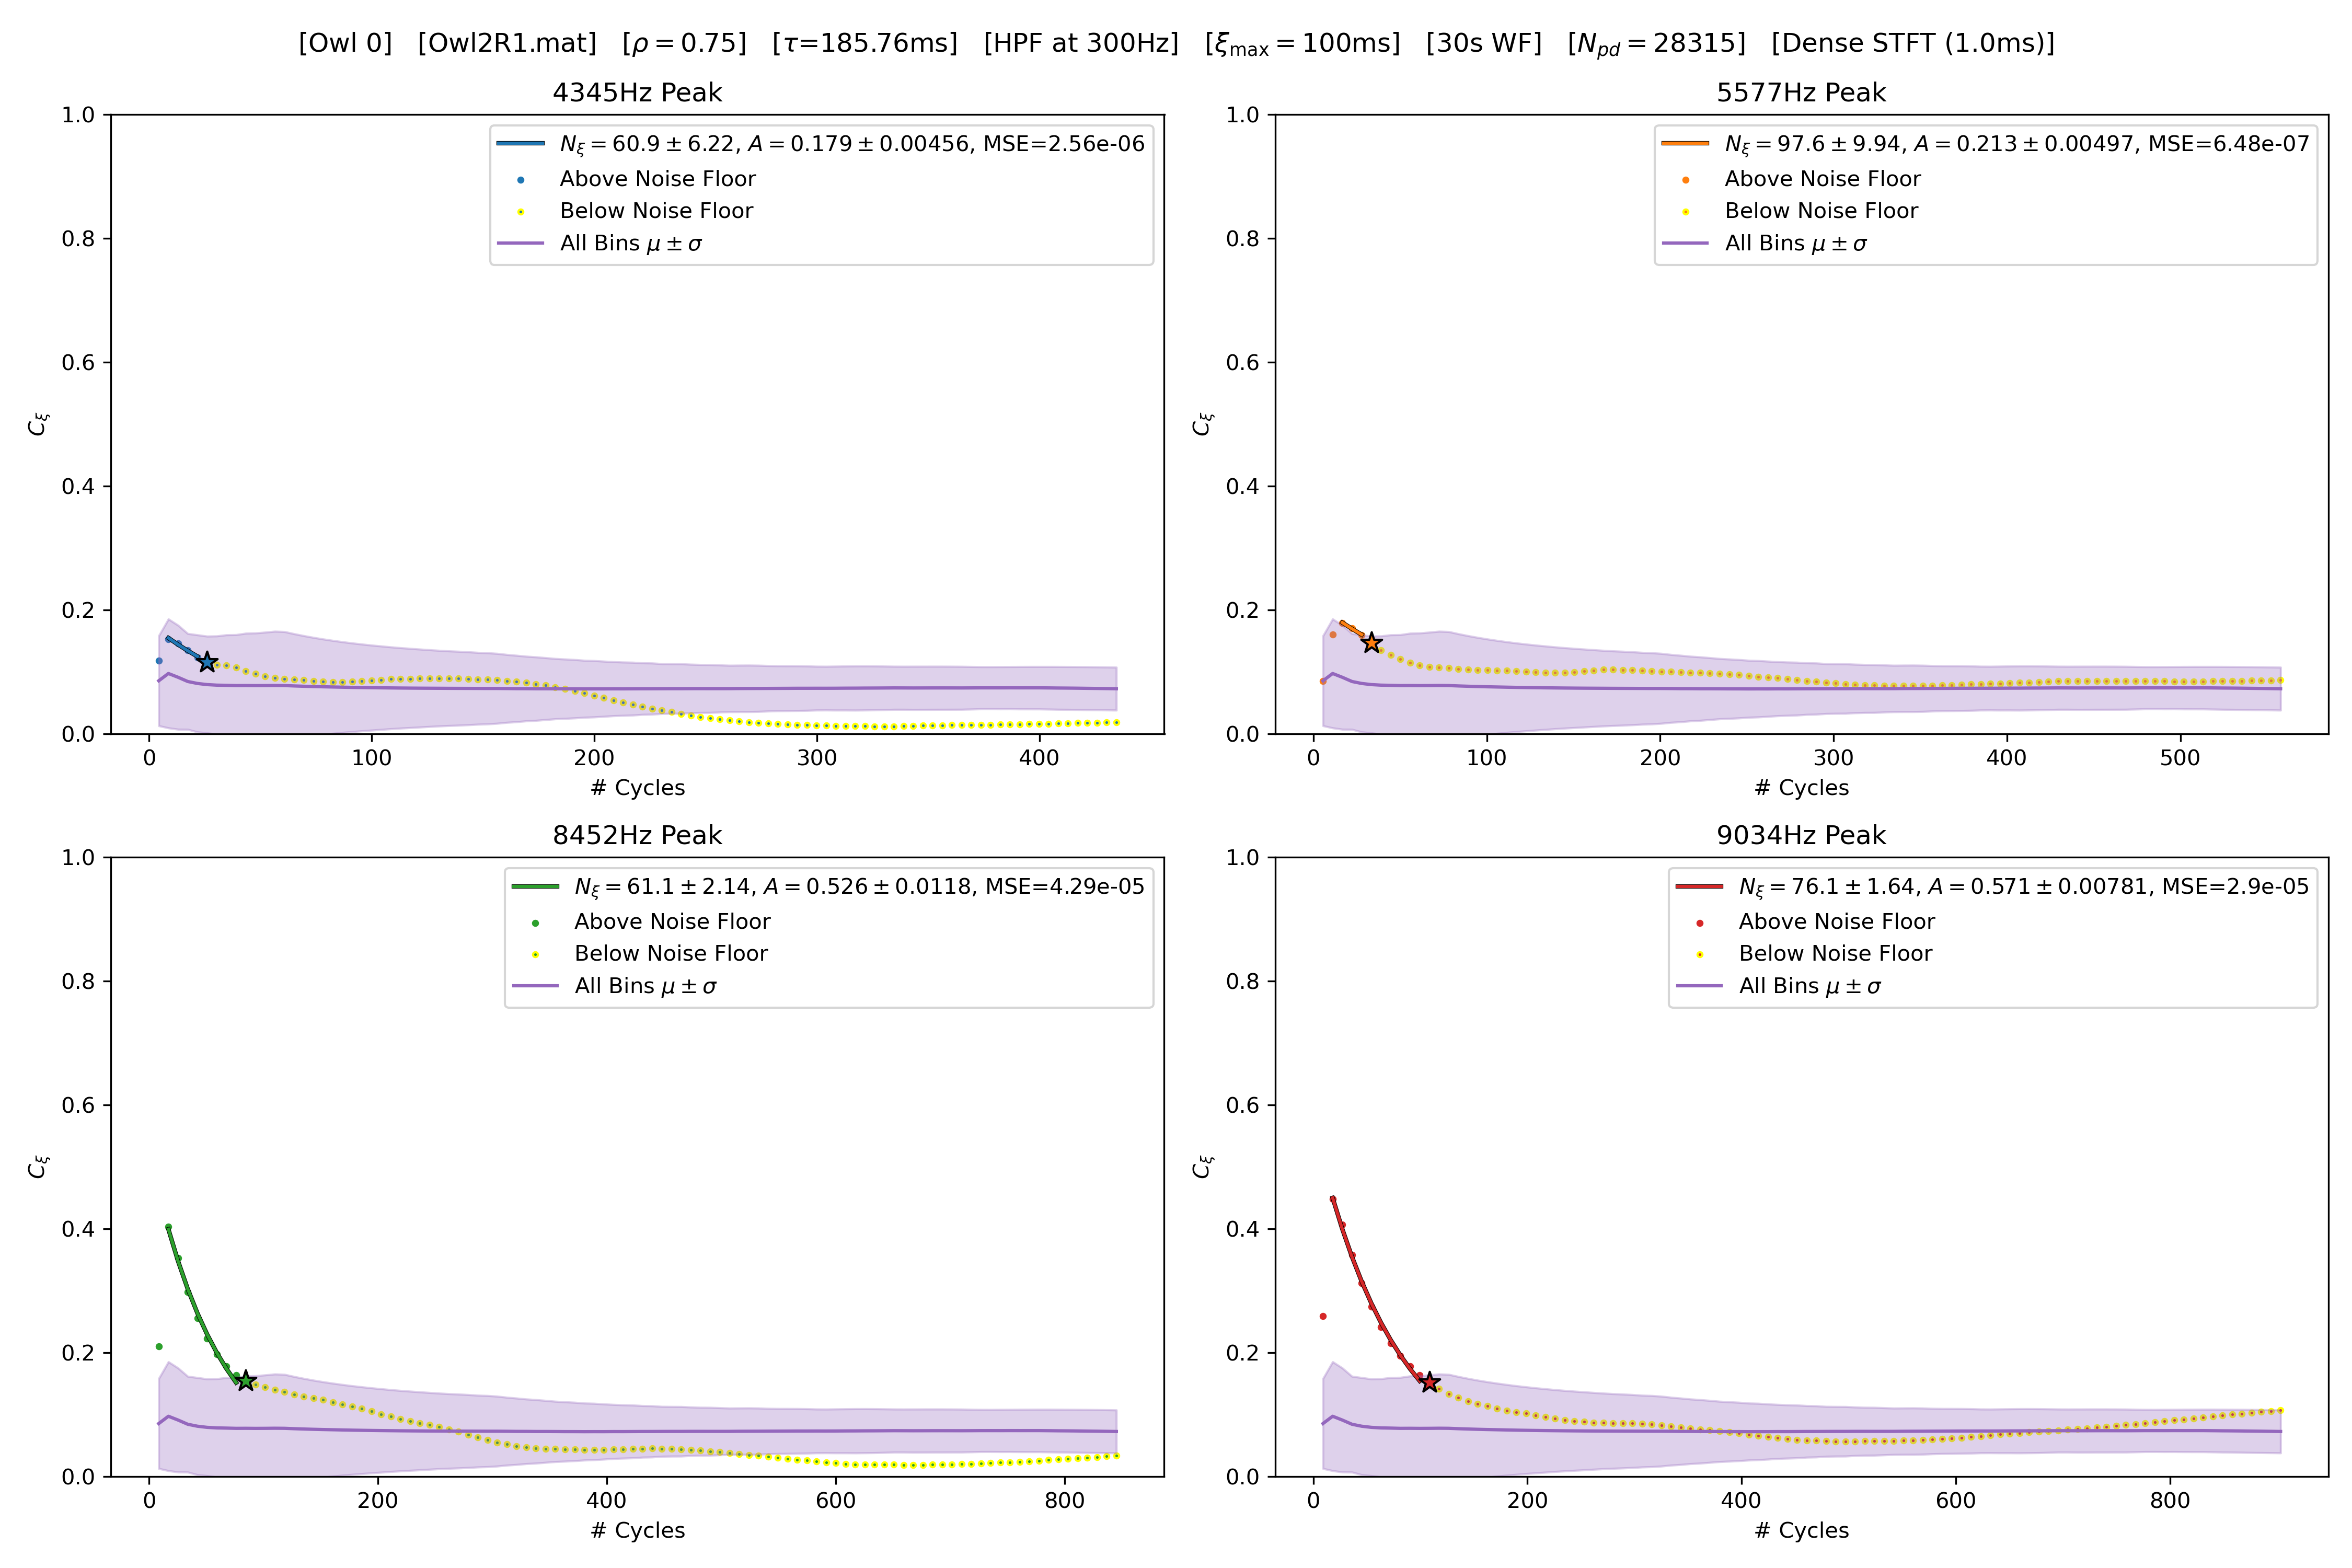 [Owl 0] [Owl2R1.mat] [ρ = 0.75] [τ=185.76ms] [HPF at 300Hz] [ξmax = 100ms] [30s WF] [Npd = 28315] [Dense STFT (1.0ms)]
4345Hz Peak
1.0
0.8
0.6
0.4
0.2
0.0
Cξ
Nξ = 60.9 ± 6.22, A = 0.179 ± 0.00456, MSE=2.56e-06
Above Noise Floor
Below Noise Floor
All Bins μ ± σ
0 100 200 300 400
# Cycles
5577Hz Peak
1.0
0.8
0.6
0.4
0.2
0.0
Cξ
Nξ = 97.6 ± 9.94, A = 0.213 ± 0.00497, MSE=6.48e-07
Above Noise Floor
Below Noise Floor
All Bins μ ± σ
0 100 200 300 400 500
# Cycles
8452Hz Peak
1.0
0.8
0.6
0.4
0.2
0.0
Cξ
Nξ = 61.1 ± 2.14, A = 0.526 ± 0.0118, MSE=4.29e-05
Above Noise Floor
Below Noise Floor
All Bins μ ± σ
0 200 400 600 800
# Cycles
9034Hz Peak
1.0
0.8
0.6
0.4
0.2
0.0
Cξ
Nξ = 76.1 ± 1.64, A = 0.571 ± 0.00781, MSE=2.9e-05
Above Noise Floor
Below Noise Floor
All Bins μ ± σ
0 200 400 600 800
# Cycles